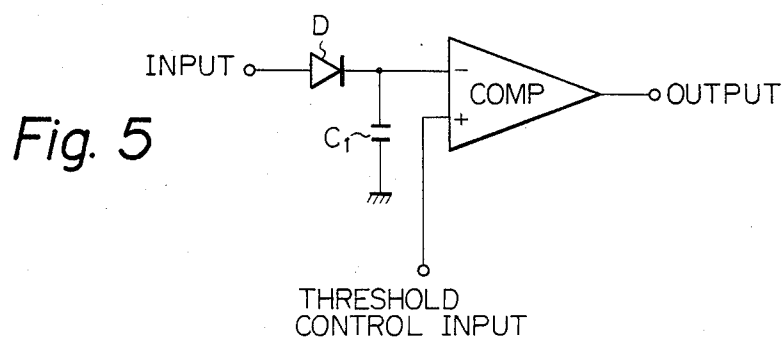 D
INPUT
COMP
−
+
OUTPUT
C1
Fig. 5
THRESHOLD
CONTROL INPUT